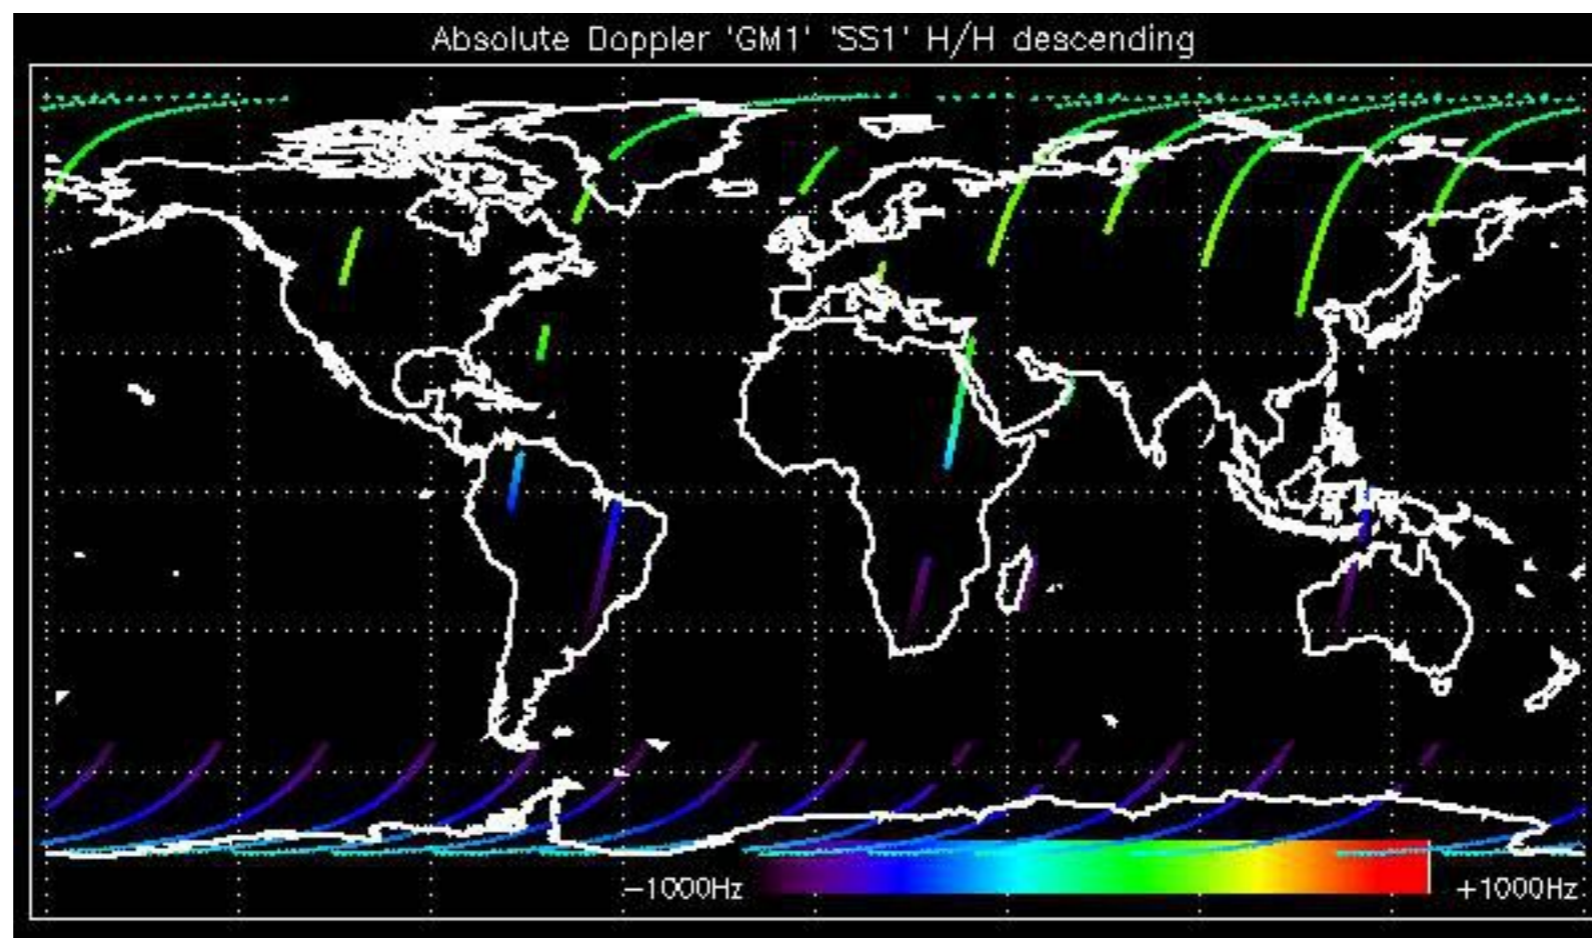 Absolute Doppler 'GM1' 'SS1' H/H descending
-1000Hz +1000Hz